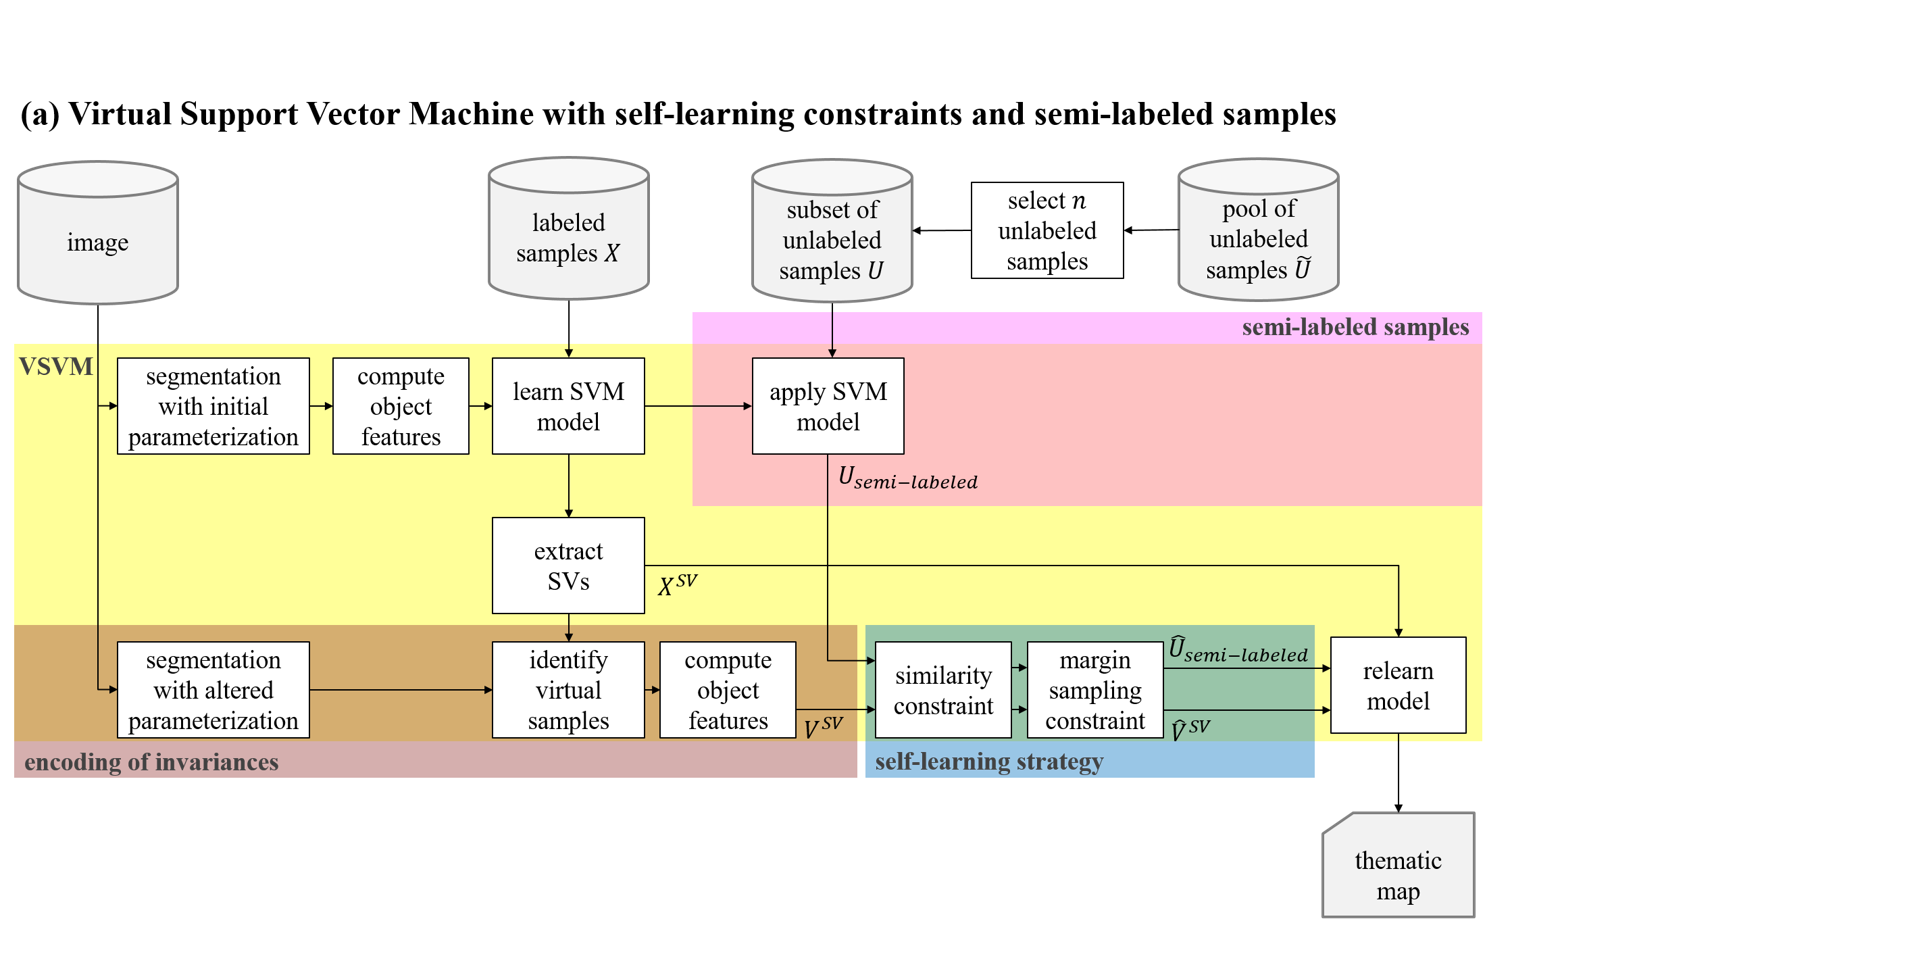 (a) Virtual Support Vector Machine with self-learning constraints and semi-labeled samples
image
labeled
samples X
subset of
unlabeled
samples U
select n
unlabeled
samples
pool of
unlabeled
samples Ũ
semi-labeled samples
VSVM
segmentation
with initial
parameterization
compute
object
features
learn SVM
model
apply SVM
model
U_{semi−labeled}
extract
SVs
X^{SV}
segmentation
with altered
parameterization
identify
virtual
samples
compute
object
features
V^{SV}
similarity
constraint
margin
sampling
constraint
Û_{semi−labeled}
V̂^{SV}
relearn
model
encoding of invariances
self-learning strategy
thematic
map